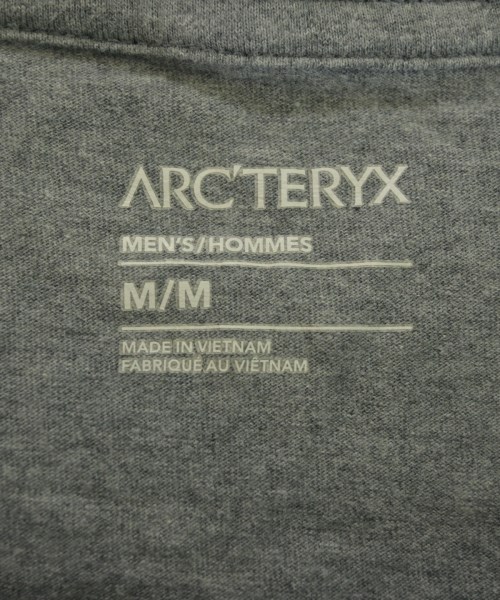 ARC'TERYX
MEN'S/HOMMES
M/M
MADE IN VIETNAM
FABRIQUÉ AU VIÊTNAM